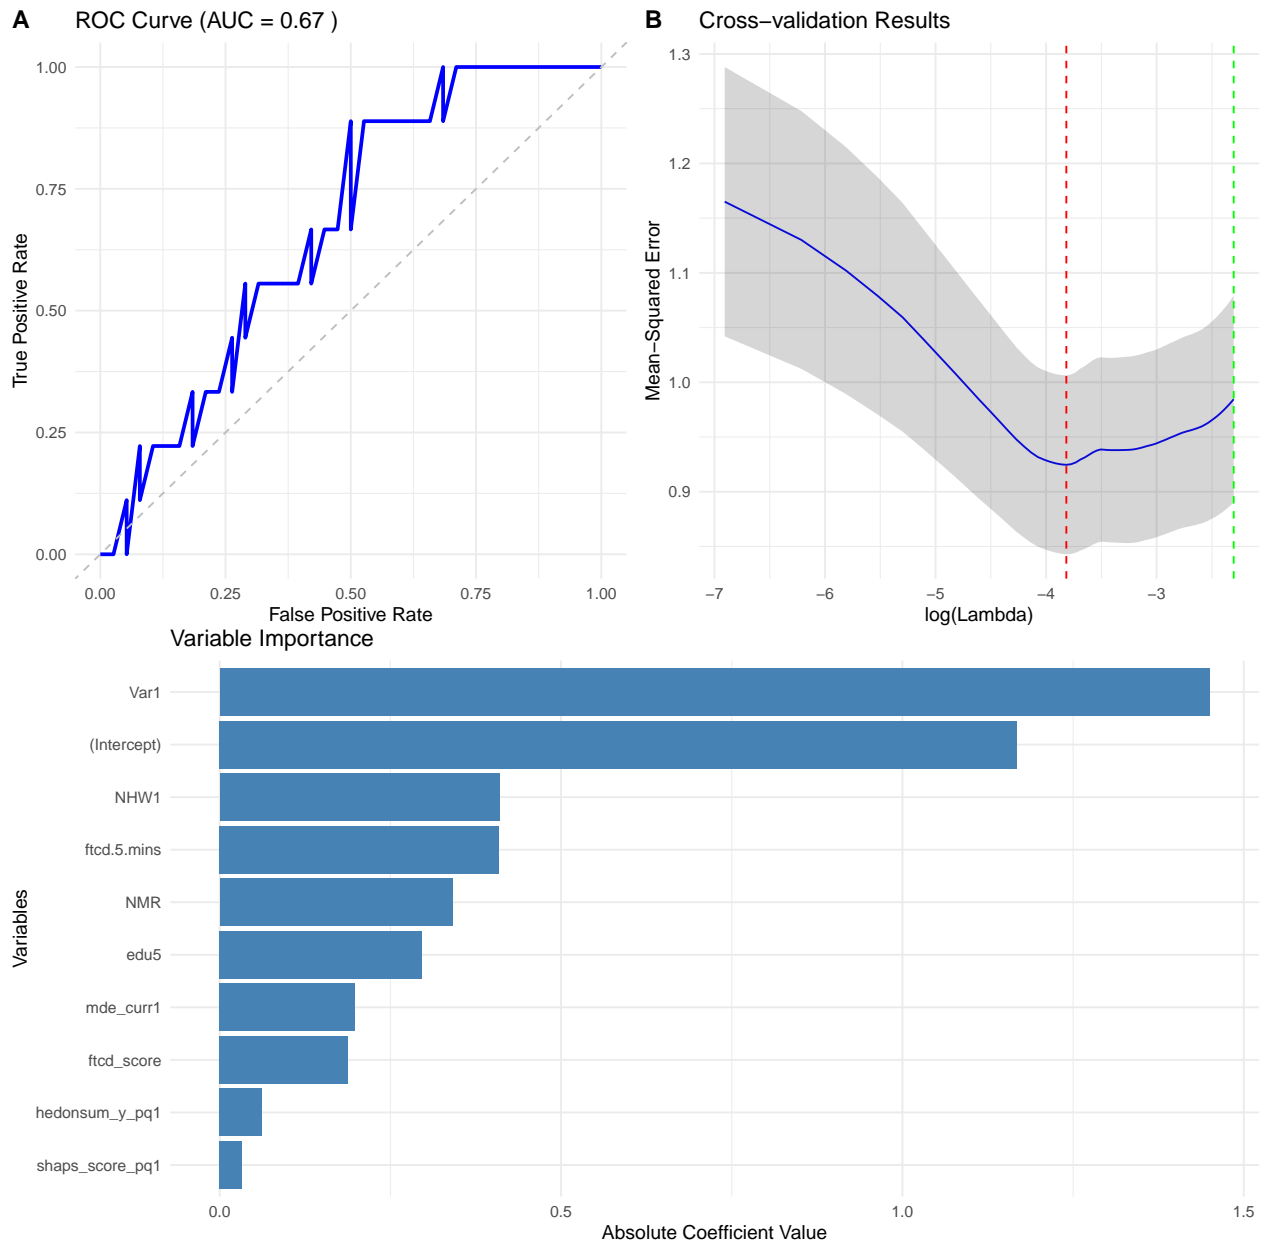 A
ROC Curve (AUC = 0.67 )
1.00
0.75
0.50
0.25
0.00
True Positive Rate
0.00
0.25
0.50
0.75
1.00
False Positive Rate
B
Cross−validation Results
1.3
1.2
1.1
1.0
0.9
Mean−Squared Error
−7
−6
−5
−4
−3
log(Lambda)
Variable Importance
Variables
Var1
(Intercept)
NHW1
ftcd.5.mins
NMR
edu5
mde_curr1
ftcd_score
hedonsum_y_pq1
shaps_score_pq1
0.0
0.5
1.0
1.5
Absolute Coefficient Value